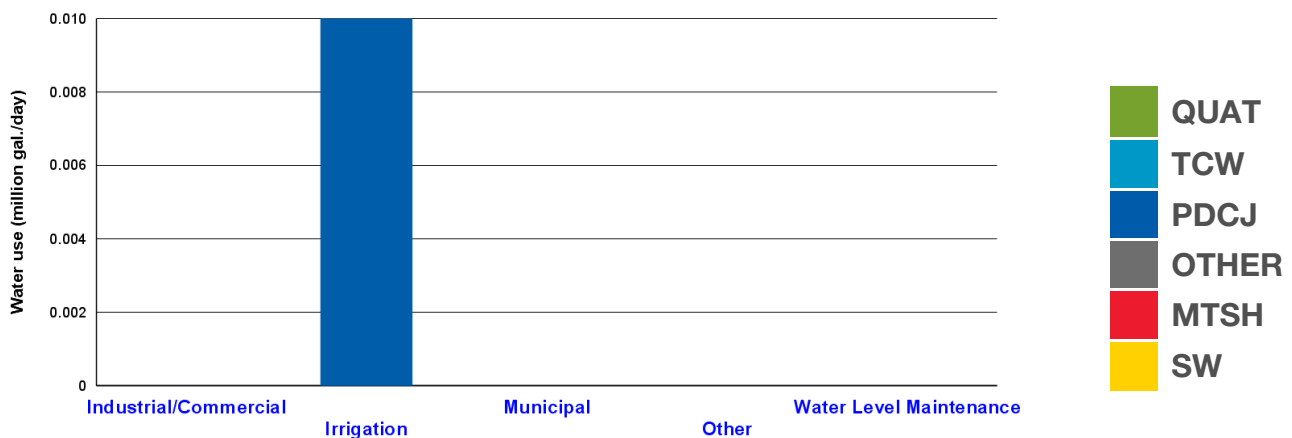 Water use (million gal./day)
0.010
0.008
0.006
0.004
0.002
0
Industrial/Commercial
Irrigation
Municipal
Other
Water Level Maintenance
QUAT
TCW
PDCJ
OTHER
MTSH
SW